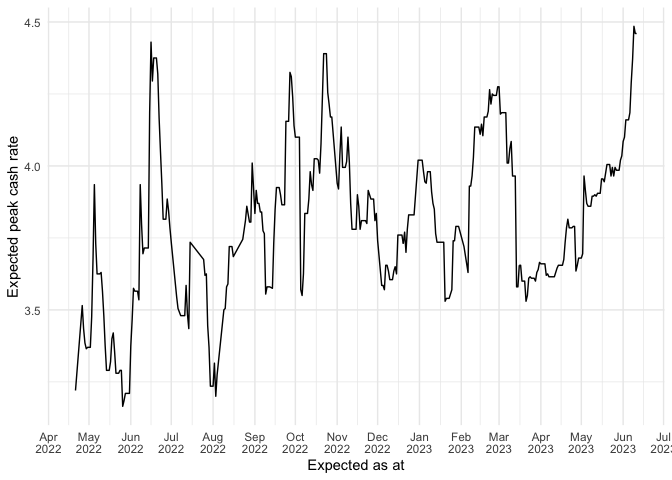 4.5
4.0
3.5
Expected peak cash rate
Apr May Jun Jul Aug Sep Oct Nov Dec Jan Feb Mar Apr May Jun Jul
2022 2022 2022 2022 2022 2022 2022 2022 2022 2023 2023 2023 2023 2023 2023 202
Expected as at